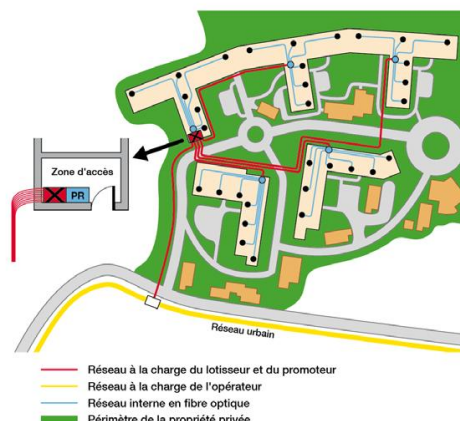 Zone d'accès
PR
Réseau urbain
Réseau à la charge du lotisseur et du promoteur
Réseau à la charge de l'opérateur
Réseau interne en fibre optique
Périmètre de la propriété privée